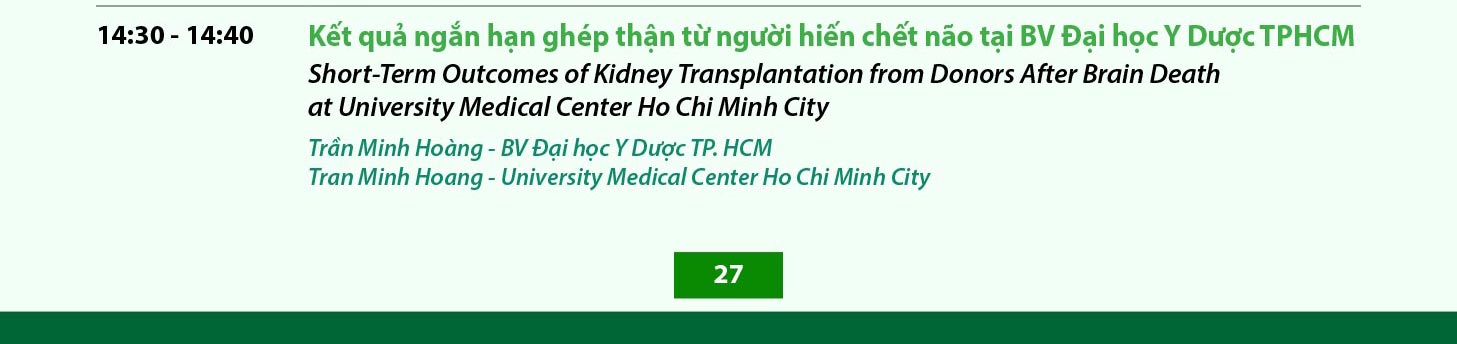 14:30 - 14:40 Kết quả ngắn hạn ghép thận từ người hiến chết não tại BV Đại học Y Dược TPHCM
Short-Term Outcomes of Kidney Transplantation from Donors After Brain Death
at University Medical Center Ho Chi Minh City
Trần Minh Hoàng - BV Đại học Y Dược TP. HCM
Tran Minh Hoang - University Medical Center Ho Chi Minh City
27